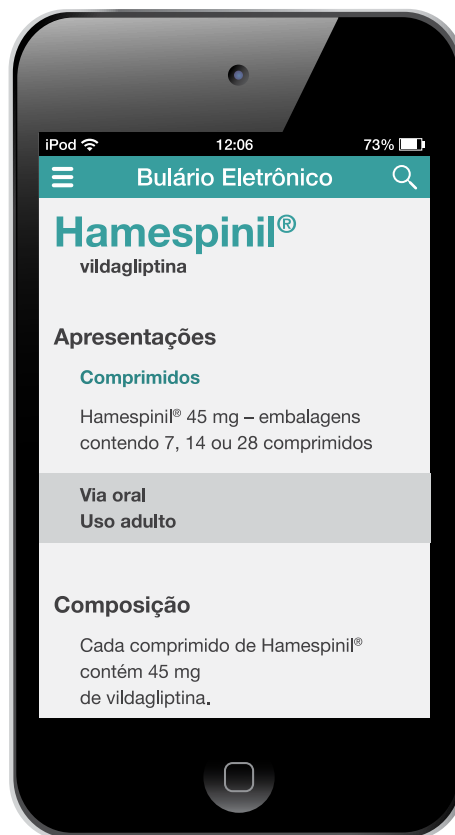 iPod 12:06 73%
Bulário Eletrônico
Hamespinil®
vildagliptina
Apresentações
Comprimidos
Hamespinil® 45 mg – embalagens
contendo 7, 14 ou 28 comprimidos
Via oral
Uso adulto
Composição
Cada comprimido de Hamespinil®
contém 45 mg
de vildagliptina.